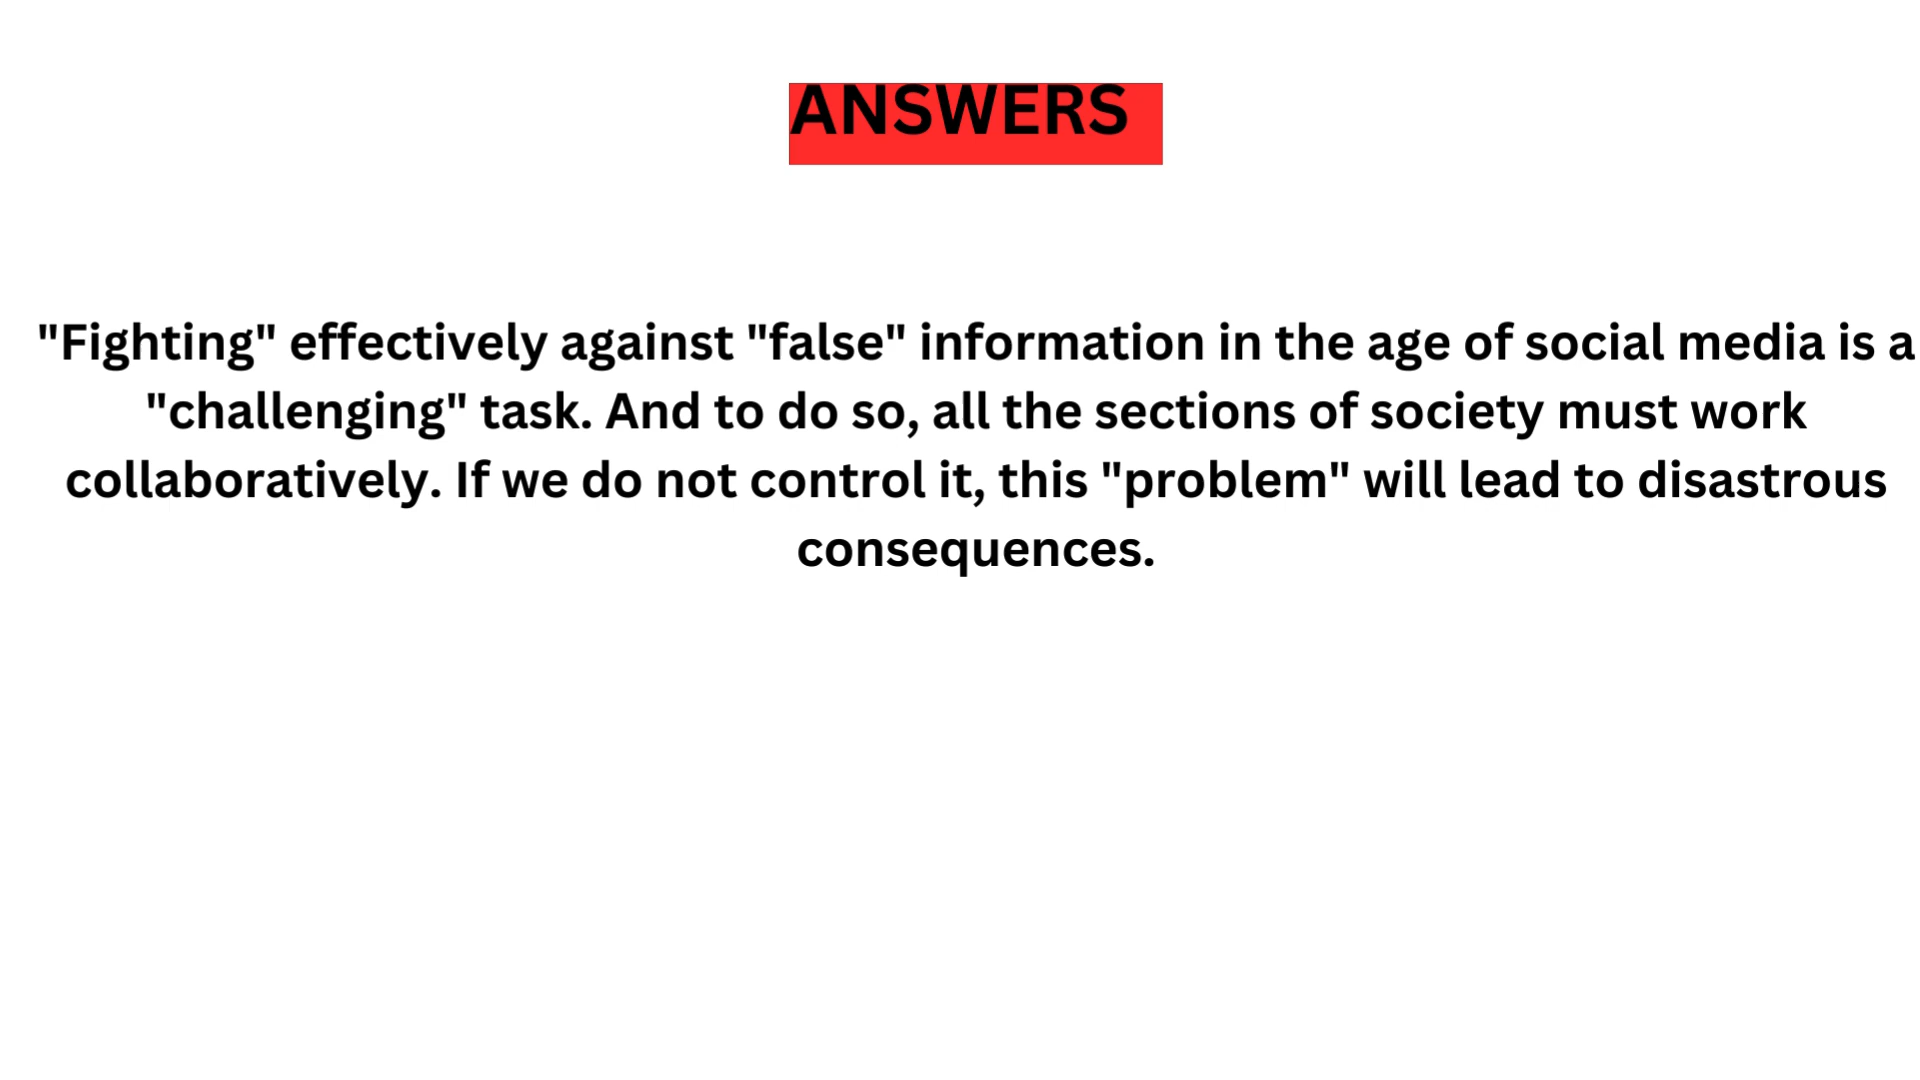 ANSWERS
"Fighting" effectively against "false" information in the age of social media is a
"challenging" task. And to do so, all the sections of society must work
collaboratively. If we do not control it, this "problem" will lead to disastrous
consequences.